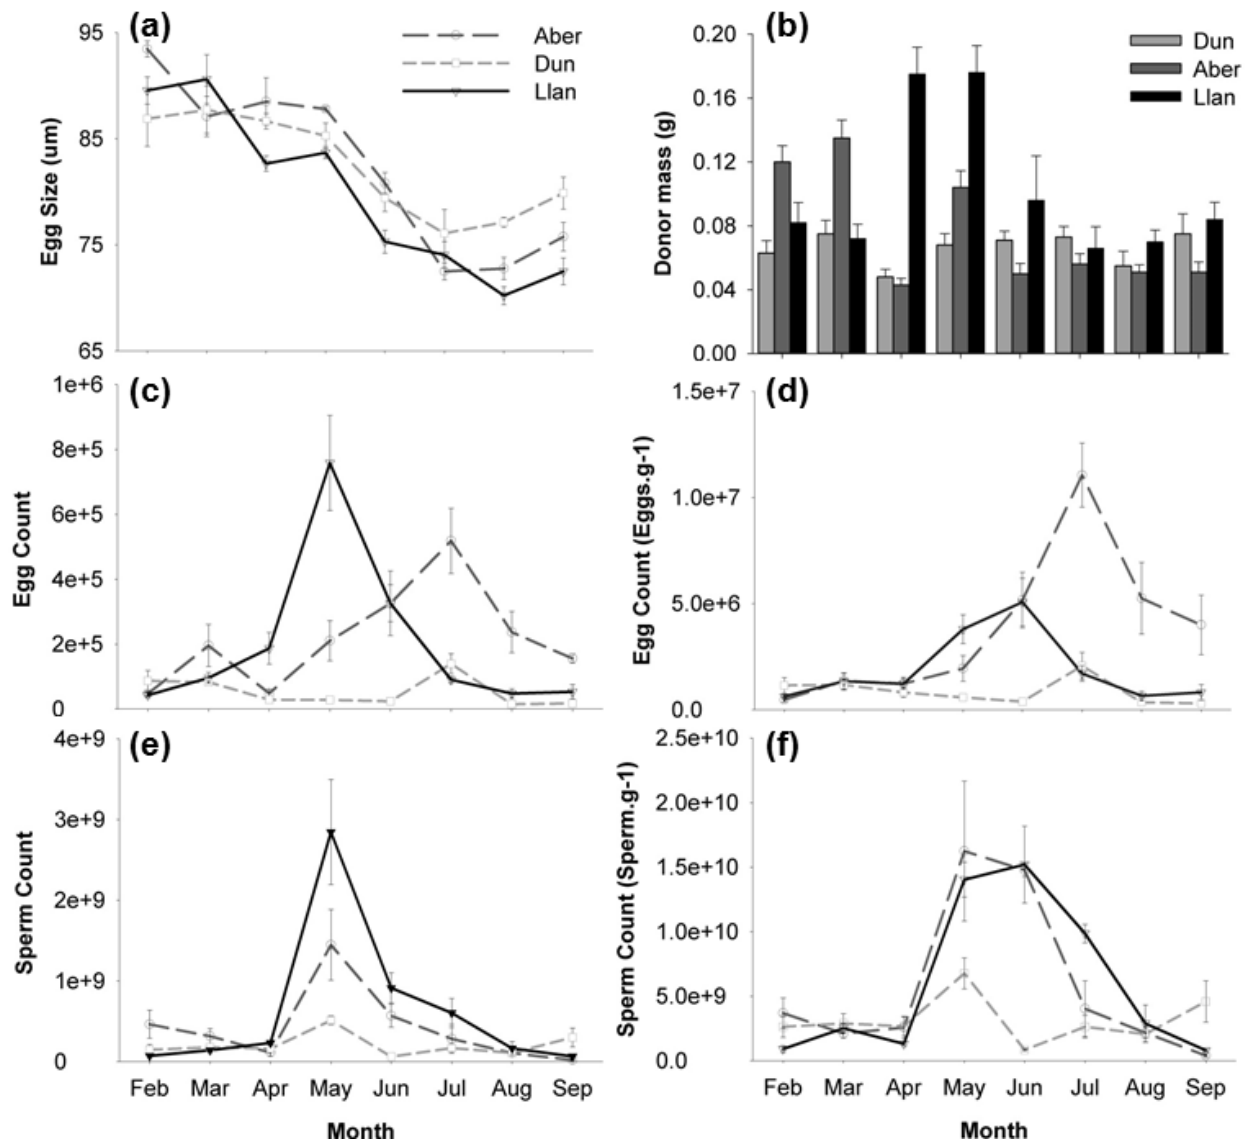 (a)
95
85
75
65
Egg Size (um)
Aber
Dun
Llan
(b)
0.20
0.16
0.12
0.08
0.04
0.00
Donor mass (g)
Dun
Aber
Llan
(c)
1e+6
8e+5
6e+5
4e+5
2e+5
0
Egg Count
(d)
1.5e+7
1.0e+7
5.0e+6
0.0
Egg Count (Eggs.g-1)
(e)
4e+9
3e+9
2e+9
1e+9
0
Sperm Count
Feb Mar Apr May Jun Jul Aug Sep
Month
(f)
2.5e+10
2.0e+10
1.5e+10
1.0e+10
5.0e+9
0.0
Sperm Count (Sperm.g-1)
Feb Mar Apr May Jun Jul Aug Sep
Month